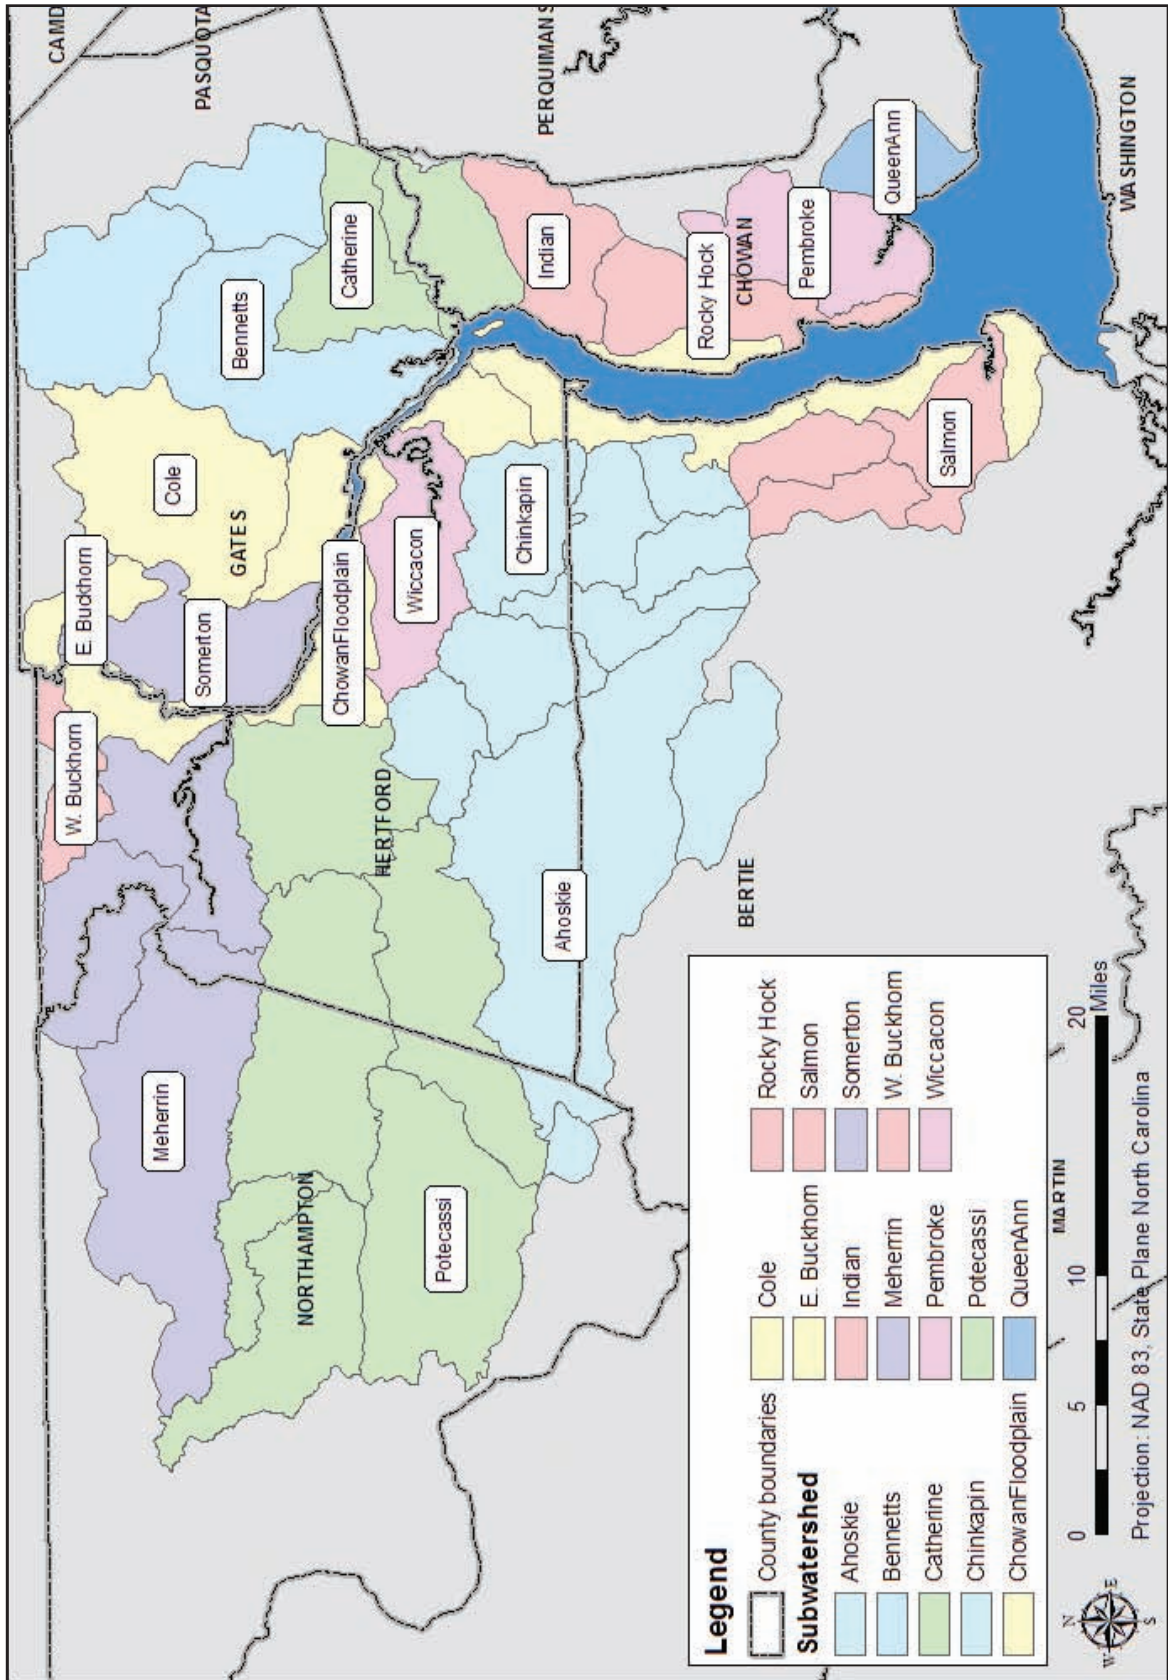 CAMD
PASQUOTA
PERQUIMANS
WASHINGTON
GATES
CHOWAN
HERTFORD
BERTIE
NORTHAMPTON
MARTIN
W. Buckhorn
E. Buckhorn
Cole
Bennetts
Catherine
Somerton
Meherrin
ChowanFloodplain
Wiccacon
Chinkapin
Indian
Rocky Hock
Pembroke
QueenAnn
Salmon
Ahoskie
Potecassi
Legend
County boundaries
Subwatershed
Ahoskie
Bennetts
Catherine
Chinkapin
ChowanFloodplain
Cole
E. Buckhorn
Indian
Meherrin
Pembroke
Potecassi
QueenAnn
Rocky Hock
Salmon
Somerton
W. Buckhorn
Wiccacon
N
W E
S
0 5 10 20
Miles
Projection: NAD 83, State Plane North Carolina